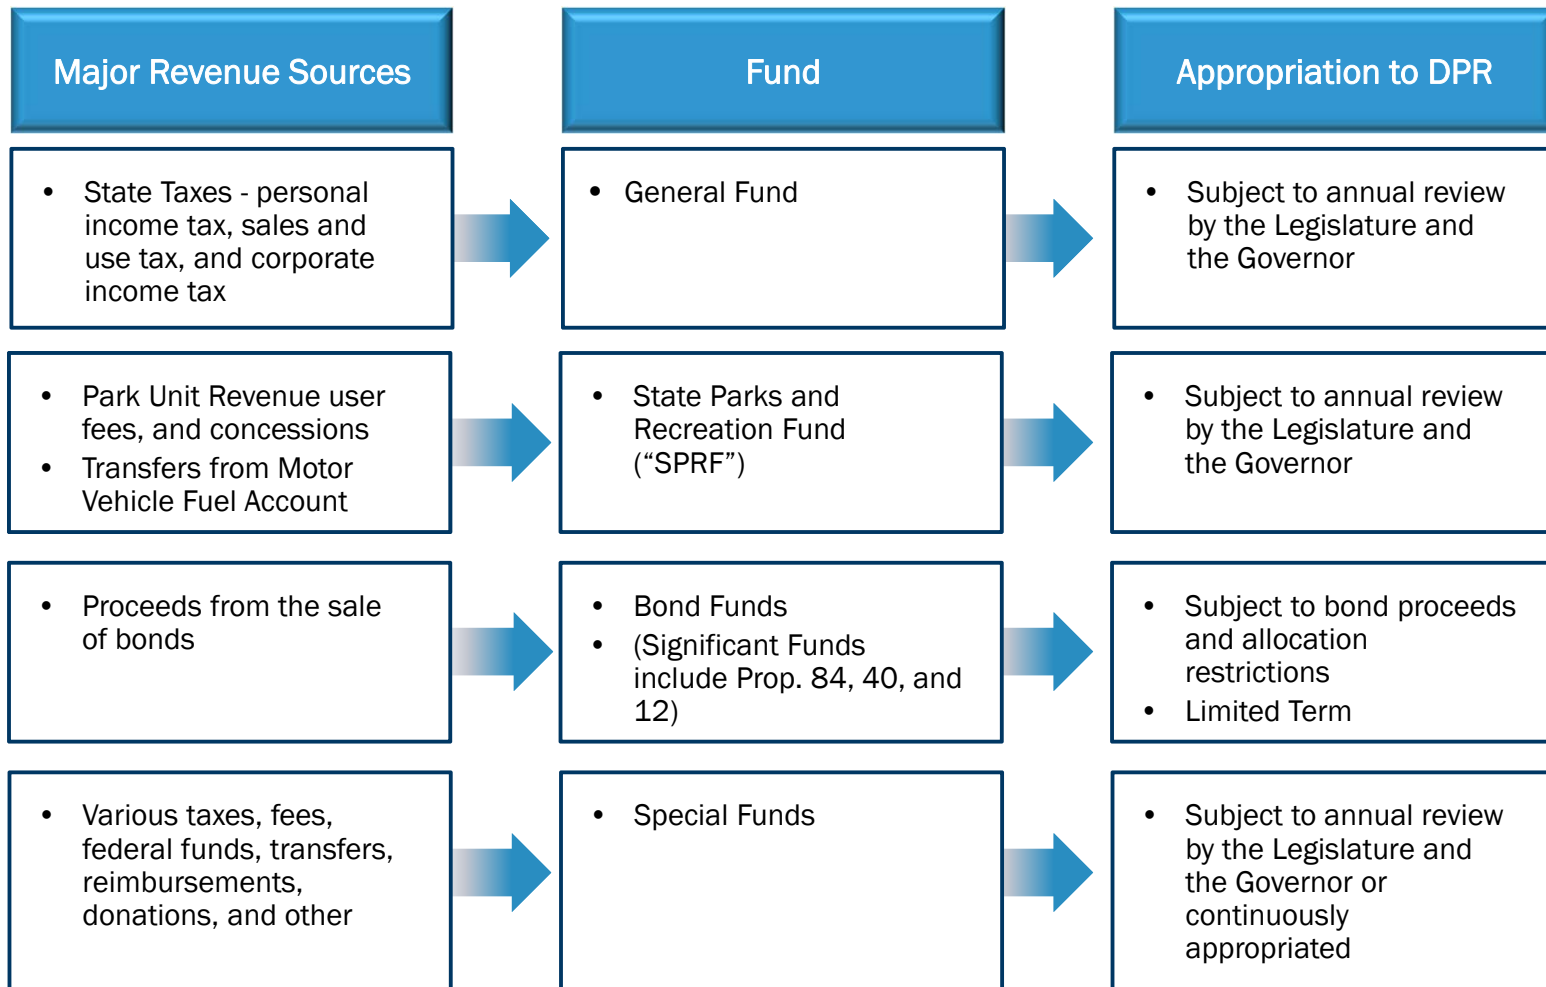 Major Revenue Sources
Fund
Appropriation to DPR
• State Taxes - personal
income tax, sales and
use tax, and corporate
income tax
• General Fund
• Subject to annual review
by the Legislature and
the Governor
• Park Unit Revenue user
fees, and concessions
• Transfers from Motor
Vehicle Fuel Account
• State Parks and
Recreation Fund
(“SPRF”)
• Subject to annual review
by the Legislature and
the Governor
• Proceeds from the sale
of bonds
• Bond Funds
• (Significant Funds
include Prop. 84, 40, and
12)
• Subject to bond proceeds
and allocation
restrictions
• Limited Term
• Various taxes, fees,
federal funds, transfers,
reimbursements,
donations, and other
• Special Funds
• Subject to annual review
by the Legislature and
the Governor or
continuously
appropriated